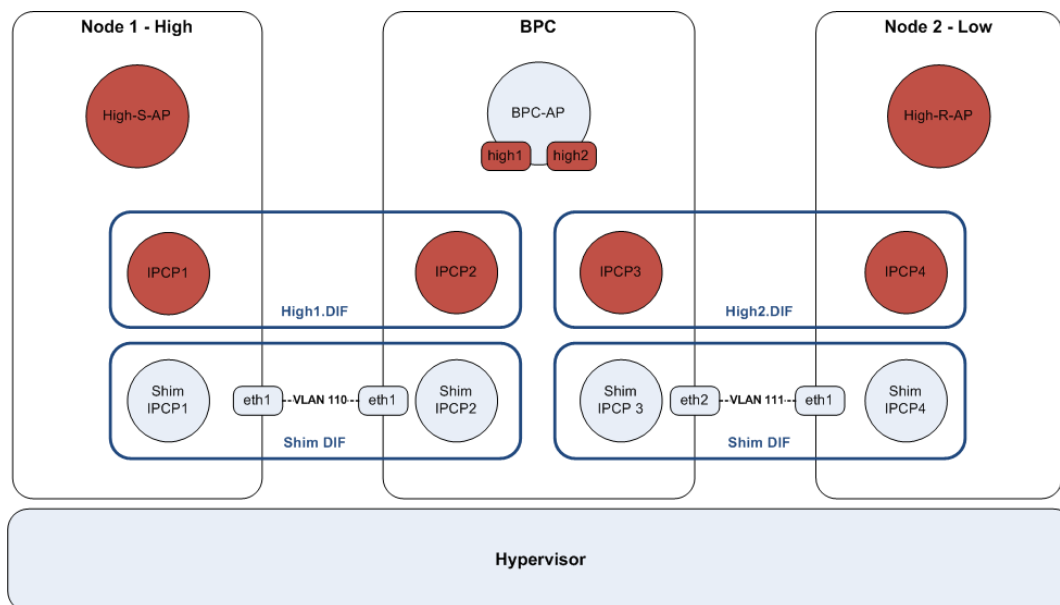 Node 1 - High
BPC
Node 2 - Low
High-S-AP
BPC-AP
High-R-AP
high1
high2
IPCP1
IPCP2
IPCP3
IPCP4
High1.DIF
High2.DIF
Shim
IPCP1
eth1
VLAN 110
eth1
Shim
IPCP2
Shim
IPCP 3
eth2
VLAN 111
eth1
Shim
IPCP4
Shim DIF
Shim DIF
Hypervisor